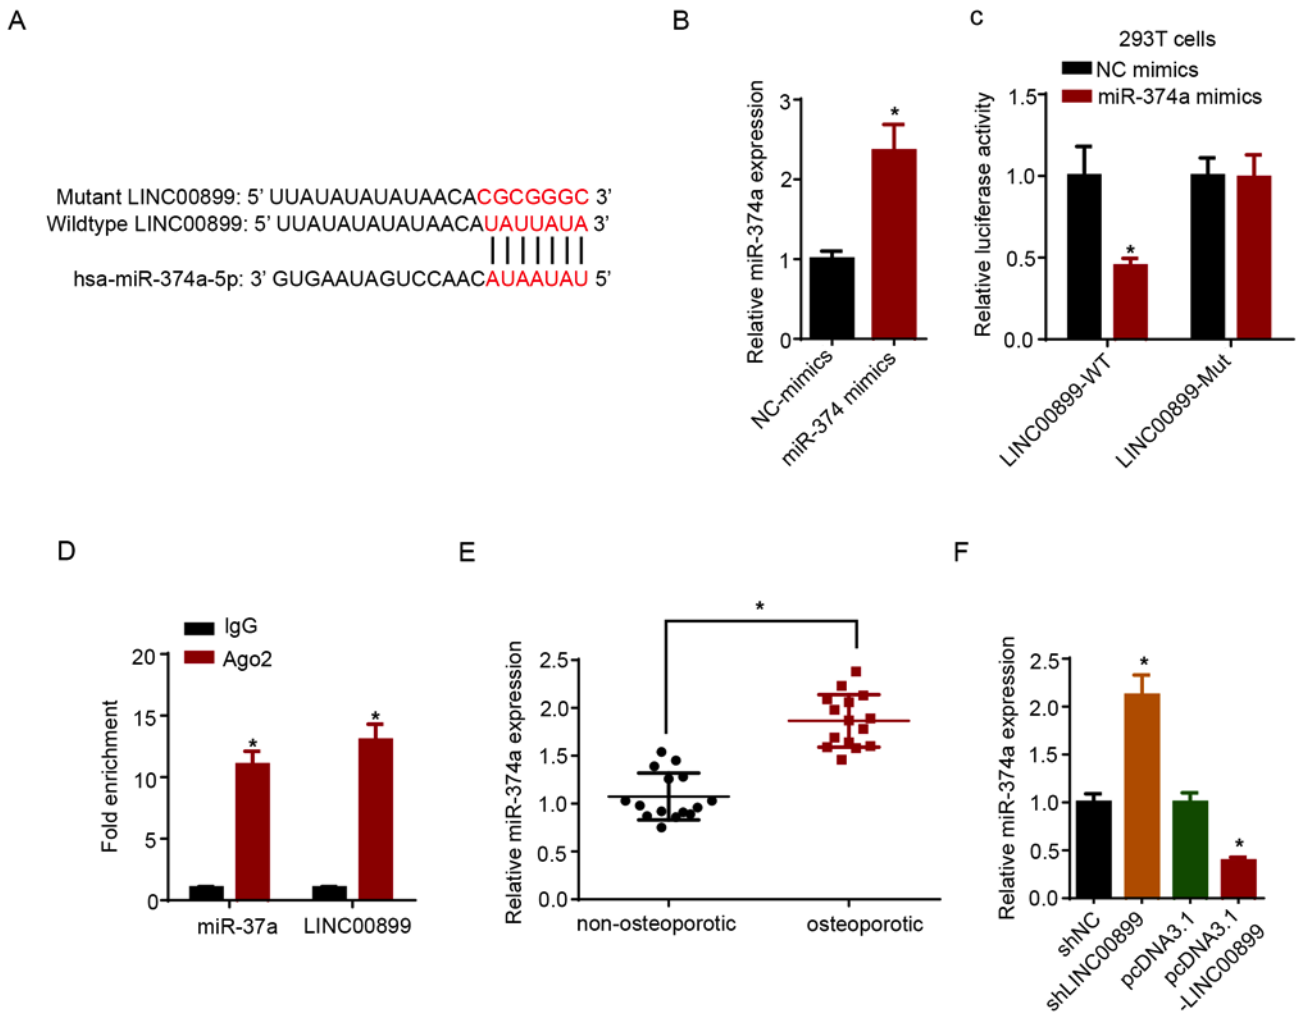 A
Mutant LINC00899: 5’ UUAUAUAUAUAACACGCGGGC 3’
Wildtype LINC00899: 5’ UUAUAUAUAUAACAUAUUAUA 3’
hsa-miR-374a-5p: 3’ GUGAAUAGUCCAACAUAAUAU 5’
B
Relative miR-374a expression
3
2
1
0
*
NC-mimics
miR-374 mimics
c
293T cells
NC mimics
miR-374a mimics
Relative luciferase activity
1.5
1.0
0.5
0.0
*
LINC00899-WT
LINC00899-Mut
D
IgG
Ago2
Fold enrichment
20
15
10
5
0
*
*
miR-37a
LINC00899
E
*
Relative miR-374a expression
2.5
2.0
1.5
1.0
0.5
0.0
non-osteoporotic
osteoporotic
F
Relative miR-374a expression
2.5
2.0
1.5
1.0
0.5
0.0
*
*
shNC
shLINC00899
pcDNA3.1
pcDNA3.1
-LINC00899